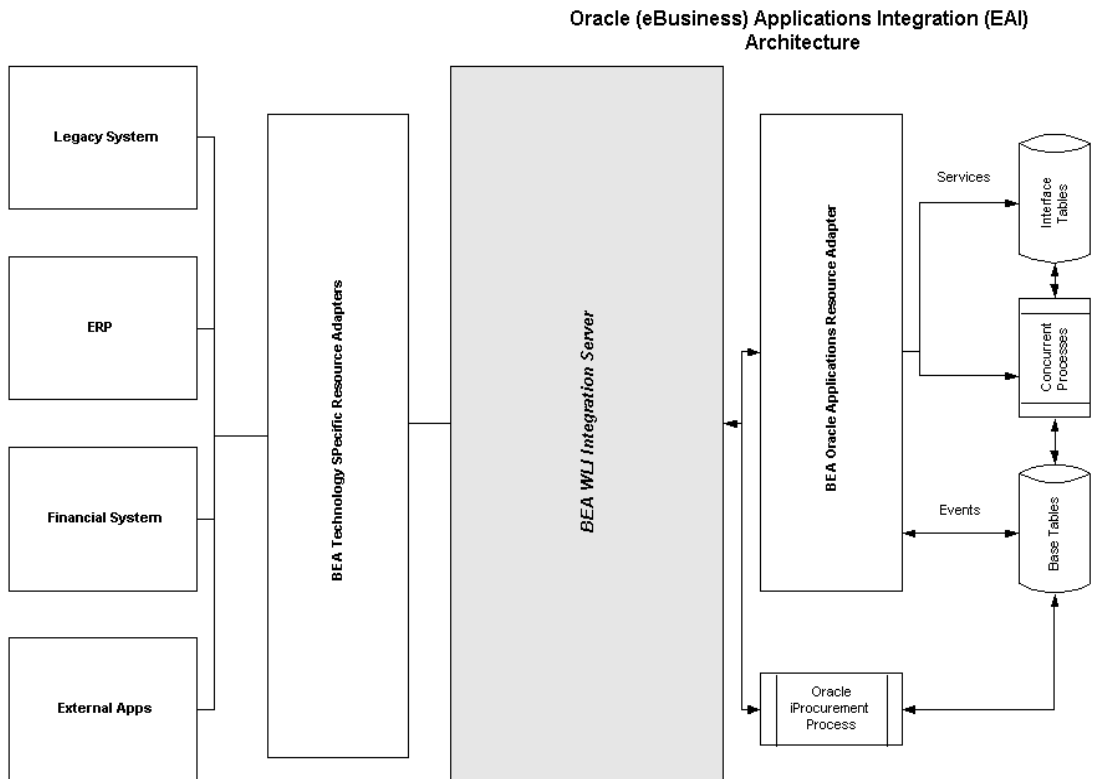 Oracle (eBusiness) Applications Integration (EAI)
Architecture
Legacy System
ERP
Financial System
External Apps
BEA Technology SPecific Resource Adapters
BEA WLI Integration Server
BEA Oracle Applications Resource Adapter
Services
Events
Interface
Tables
Concurrent
Processes
Base Tables
Oracle
iProcurement
Process